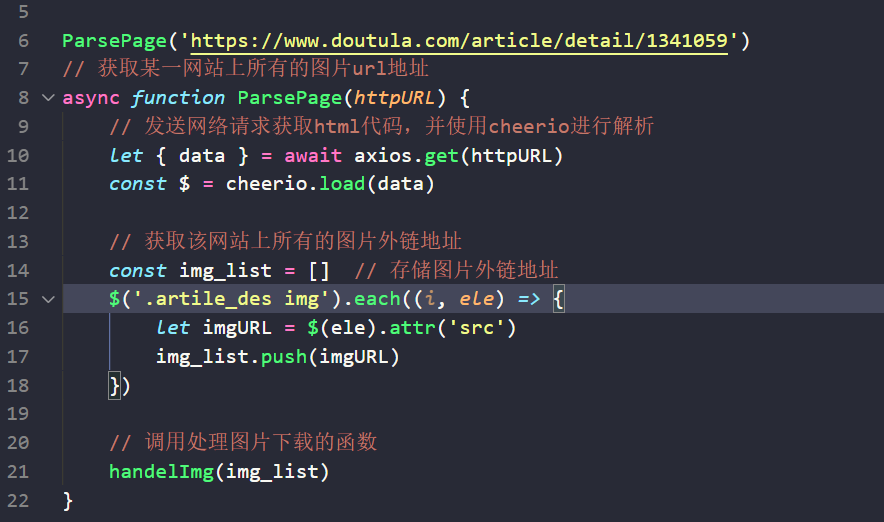 5
6 ParsePage('https://www.doutula.com/article/detail/1341059')
7 // 获取某一网站上所有的图片url地址
8 async function ParsePage(httpURL) {
9 // 发送网络请求获取html代码，并使用cheerio进行解析
10 let { data } = await axios.get(httpURL)
11 const $ = cheerio.load(data)
12
13 // 获取该网站上所有的图片外链地址
14 const img_list = [] // 存储图片外链地址
15 $('.artile_des img').each((i, ele) => {
16 let imgURL = $(ele).attr('src')
17 img_list.push(imgURL)
18 })
19
20 // 调用处理图片下载的函数
21 handelImg(img_list)
22 }